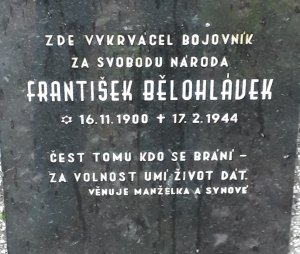 ZDE VYKRVÁCEL BOJOVNÍK
ZA SVOBODU NÁRODA
FRANTIŠEK BĚLOHLÁVEK
✡ 16.11.1900 ✝ 17.2.1944
ČEST TOMU KDO SE BRÁNÍ –
ZA VOLNOST UMÍ ŽIVOT DÁT.
VĚNUJE MANŽELKA A SYNOVÉ